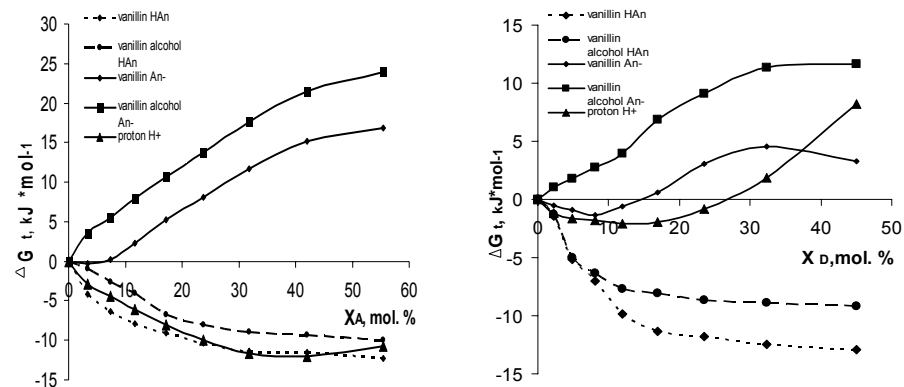 vanillin HAn
vanillin alcohol
HAn
vanillin An-
vanillin alcohol
An-
proton H+
30
25
20
15
10
5
0
-5
-10
-15
0 10 20 30 40 50 60
△G t, kJ *mol-1
XA, mol. %
vanillin HAn
vanillin
alcohol HAn
vanillin An-
vanillin
alcohol An-
proton H+
15
10
5
0
-5
-10
-15
0 10 20 30 40 50
△G t, kJ*mol-1
X D, mol. %